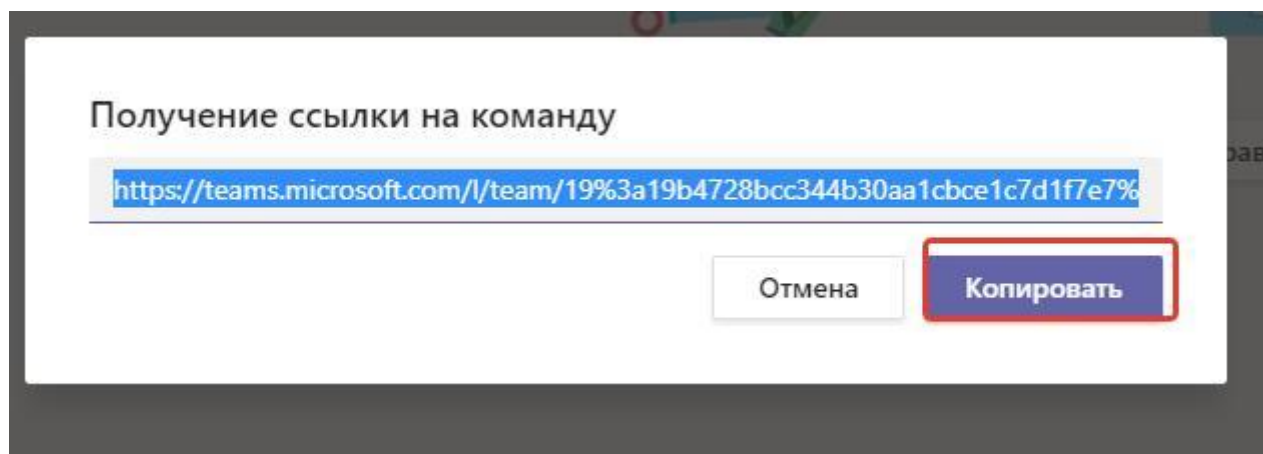 Получение ссылки на команду
https://teams.microsoft.com/l/team/19%3a19b4728bcc344b30aa1cbce1c7d1f7e7%
Отмена
Копировать